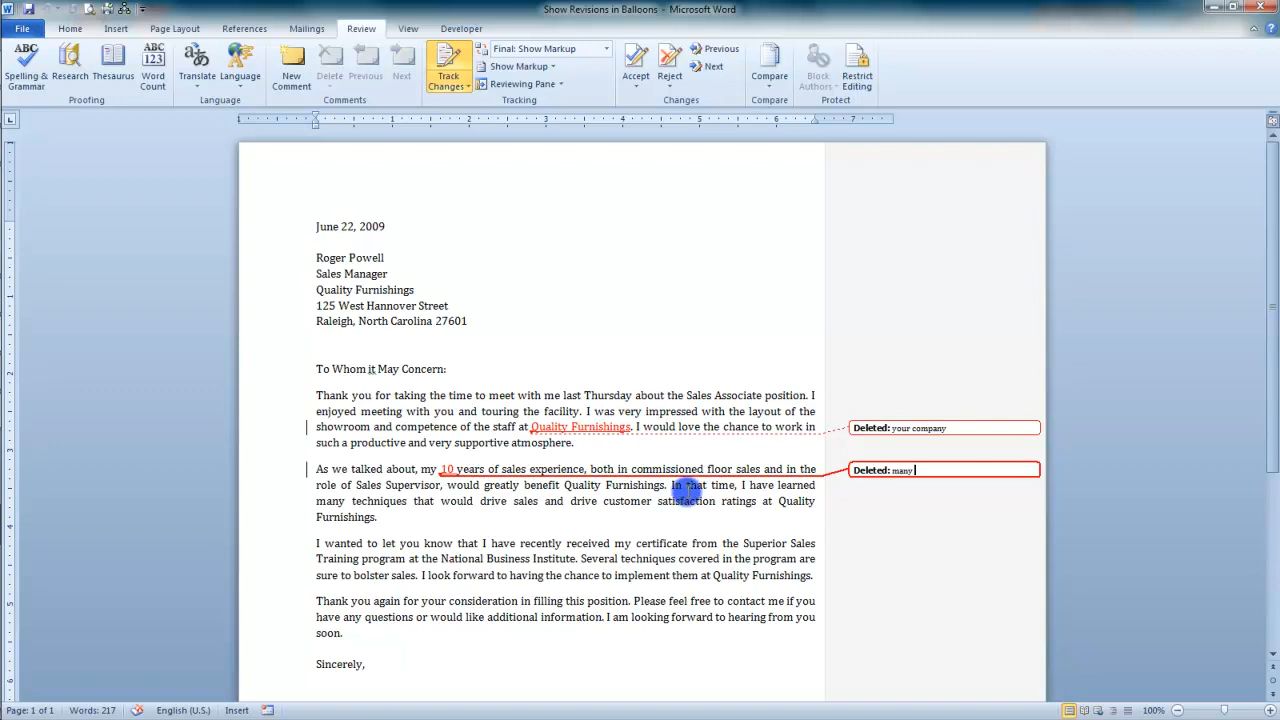 Show Revisions in Balloons - Microsoft Word
File Home Insert Page Layout References Mailings Review View Developer
Spelling & Grammar
Research
Thesaurus
Word Count
Proofing
Translate
Language
Language
New Comment
Delete
Previous
Next
Comments
Track Changes
Final: Show Markup
Show Markup
Reviewing Pane
Tracking
Accept
Reject
Previous
Next
Changes
Compare
Compare
Block Authors
Restrict Editing
Protect
1 1 2 3 4 5 6 7
June 22, 2009
Roger Powell
Sales Manager
Quality Furnishings
125 West Hannover Street
Raleigh, North Carolina 27601
To Whom it May Concern:
Thank you for taking the time to meet with me last Thursday about the Sales Associate position. I
enjoyed meeting with you and touring the facility. I was very impressed with the layout of the
showroom and competence of the staff at Quality Furnishings. I would love the chance to work in
Deleted: your company
such a productive and very supportive atmosphere.
As we talked about, my 10 years of sales experience, both in commissioned floor sales and in the
Deleted: many
role of Sales Supervisor, would greatly benefit Quality Furnishings. In that time, I have learned
many techniques that would drive sales and drive customer satisfaction ratings at Quality
Furnishings.
I wanted to let you know that I have recently received my certificate from the Superior Sales
Training program at the National Business Institute. Several techniques covered in the program are
sure to bolster sales. I look forward to having the chance to implement them at Quality Furnishings.
Thank you again for your consideration in filling this position. Please feel free to contact me if you
have any questions or would like additional information. I am looking forward to hearing from you
soon.
Sincerely,
Page: 1 of 1 Words: 217 English (U.S.) Insert 100%